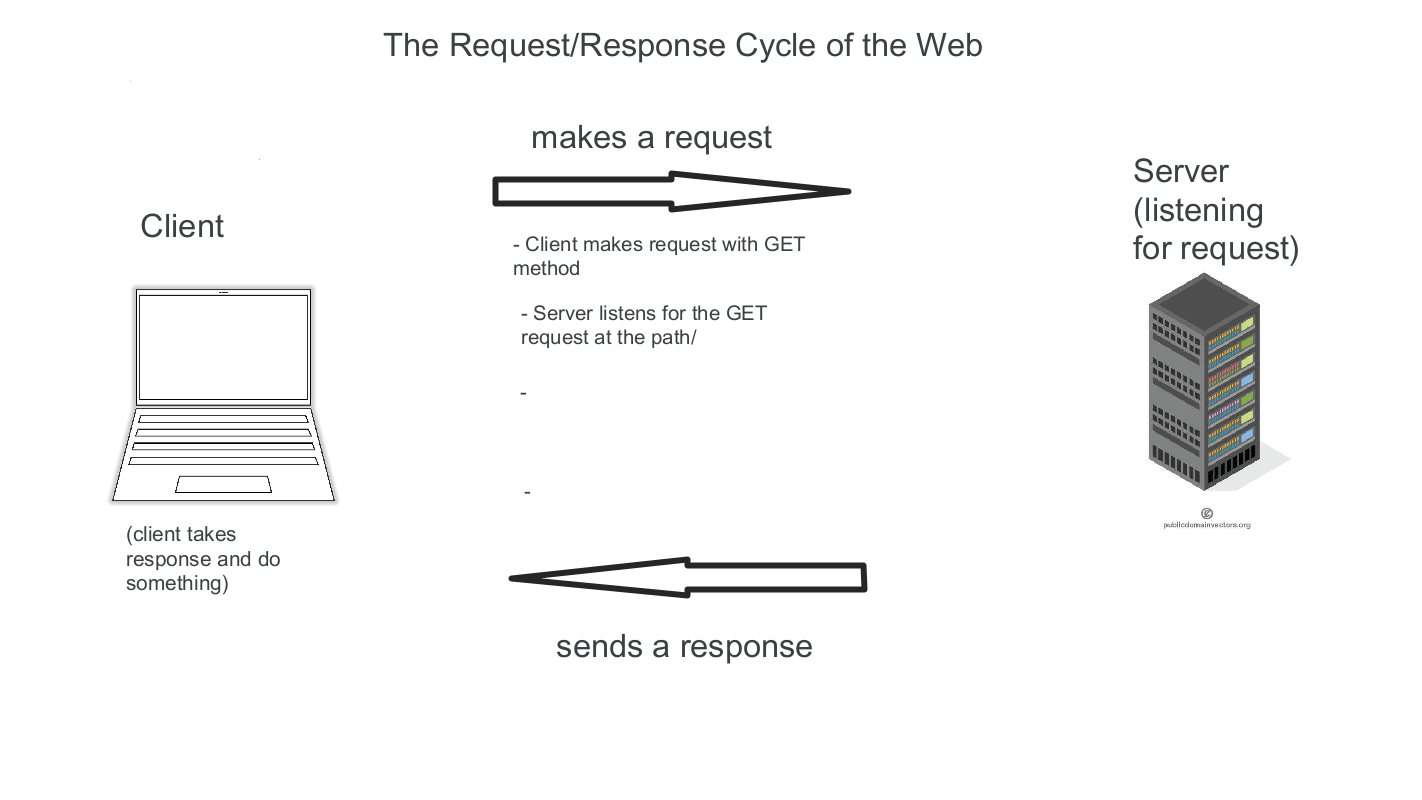 The Request/Response Cycle of the Web
makes a request
Client
Server
(listening
for request)
- Client makes request with GET
method
- Server listens for the GET
request at the path/
-
-
(client takes
response and do
something)
publicdomainvectors.org
sends a response